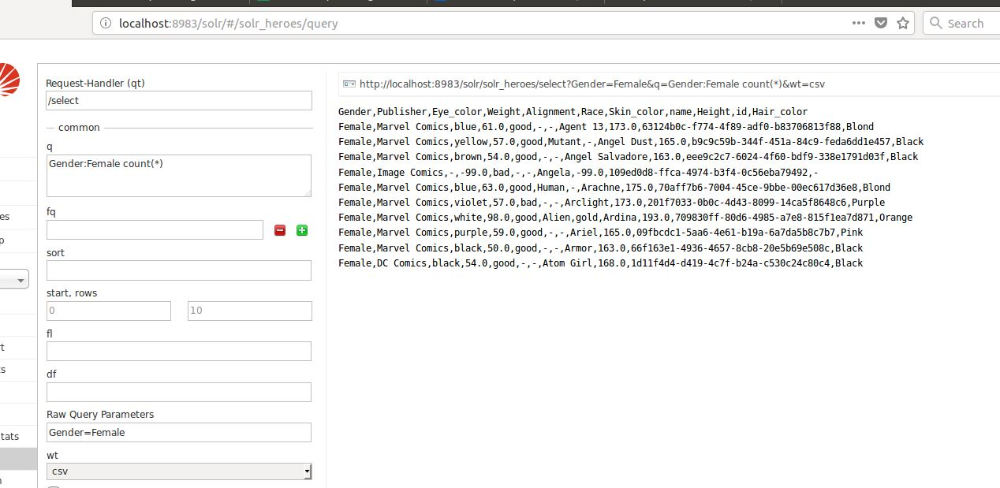 localhost:8983/solr/#/solr_heroes/query
Search
es
p
rt
ts
tats
n
Request-Handler (qt)
/select
common
q
Gender:Female count(*)
fq
sort
start, rows
0
10
fl
df
Raw Query Parameters
Gender=Female
wt
csv
http://localhost:8983/solr/solr_heroes/select?Gender=Female&q=Gender:Female count(*)&wt=csv
Gender,Publisher,Eye_color,Weight,Alignment,Race,Skin_color,name,Height,id,Hair_color
Female,Marvel Comics,blue,61.0,good,-,-,Agent 13,173.0,63124b0c-f774-4f89-adf0-b83706813f88,Blond
Female,Marvel Comics,yellow,57.0,good,Mutant,-,Angel Dust,165.0,b9c9c59b-344f-451a-84c9-feda6dd1e457,Black
Female,Marvel Comics,brown,54.0,good,-,-,Angel Salvadore,163.0,eee9c2c7-6024-4f60-bdf9-338e1791d03f,Black
Female,Image Comics,-,-99.0,bad,-,-,Angela,-99.0,109ed0d8-ffca-4974-b3f4-0c56eba79492,-
Female,Marvel Comics,blue,63.0,good,Human,-,Arachne,175.0,70aff7b6-7004-45ce-9bbe-00ec617d36e8,Blond
Female,Marvel Comics,violet,57.0,bad,-,-,Arclight,173.0,201f7033-0b0c-4d43-8099-14ca5f8648c6,Purple
Female,Marvel Comics,white,98.0,good,Alien,gold,Ardina,193.0,709830ff-80d6-4985-a7e8-815f1ea7d871,Orange
Female,Marvel Comics,purple,59.0,good,-,-,Ariel,165.0,09fbcdc1-5aa6-4e61-b19a-6a7da5b8c7b7,Pink
Female,Marvel Comics,black,50.0,good,-,-,Armor,163.0,66f163e1-4936-4657-8cb8-20e5b69e508c,Black
Female,DC Comics,black,54.0,good,-,-,Atom Girl,168.0,1d11f4d4-d419-4c7f-b24a-c530c24c80c4,Black